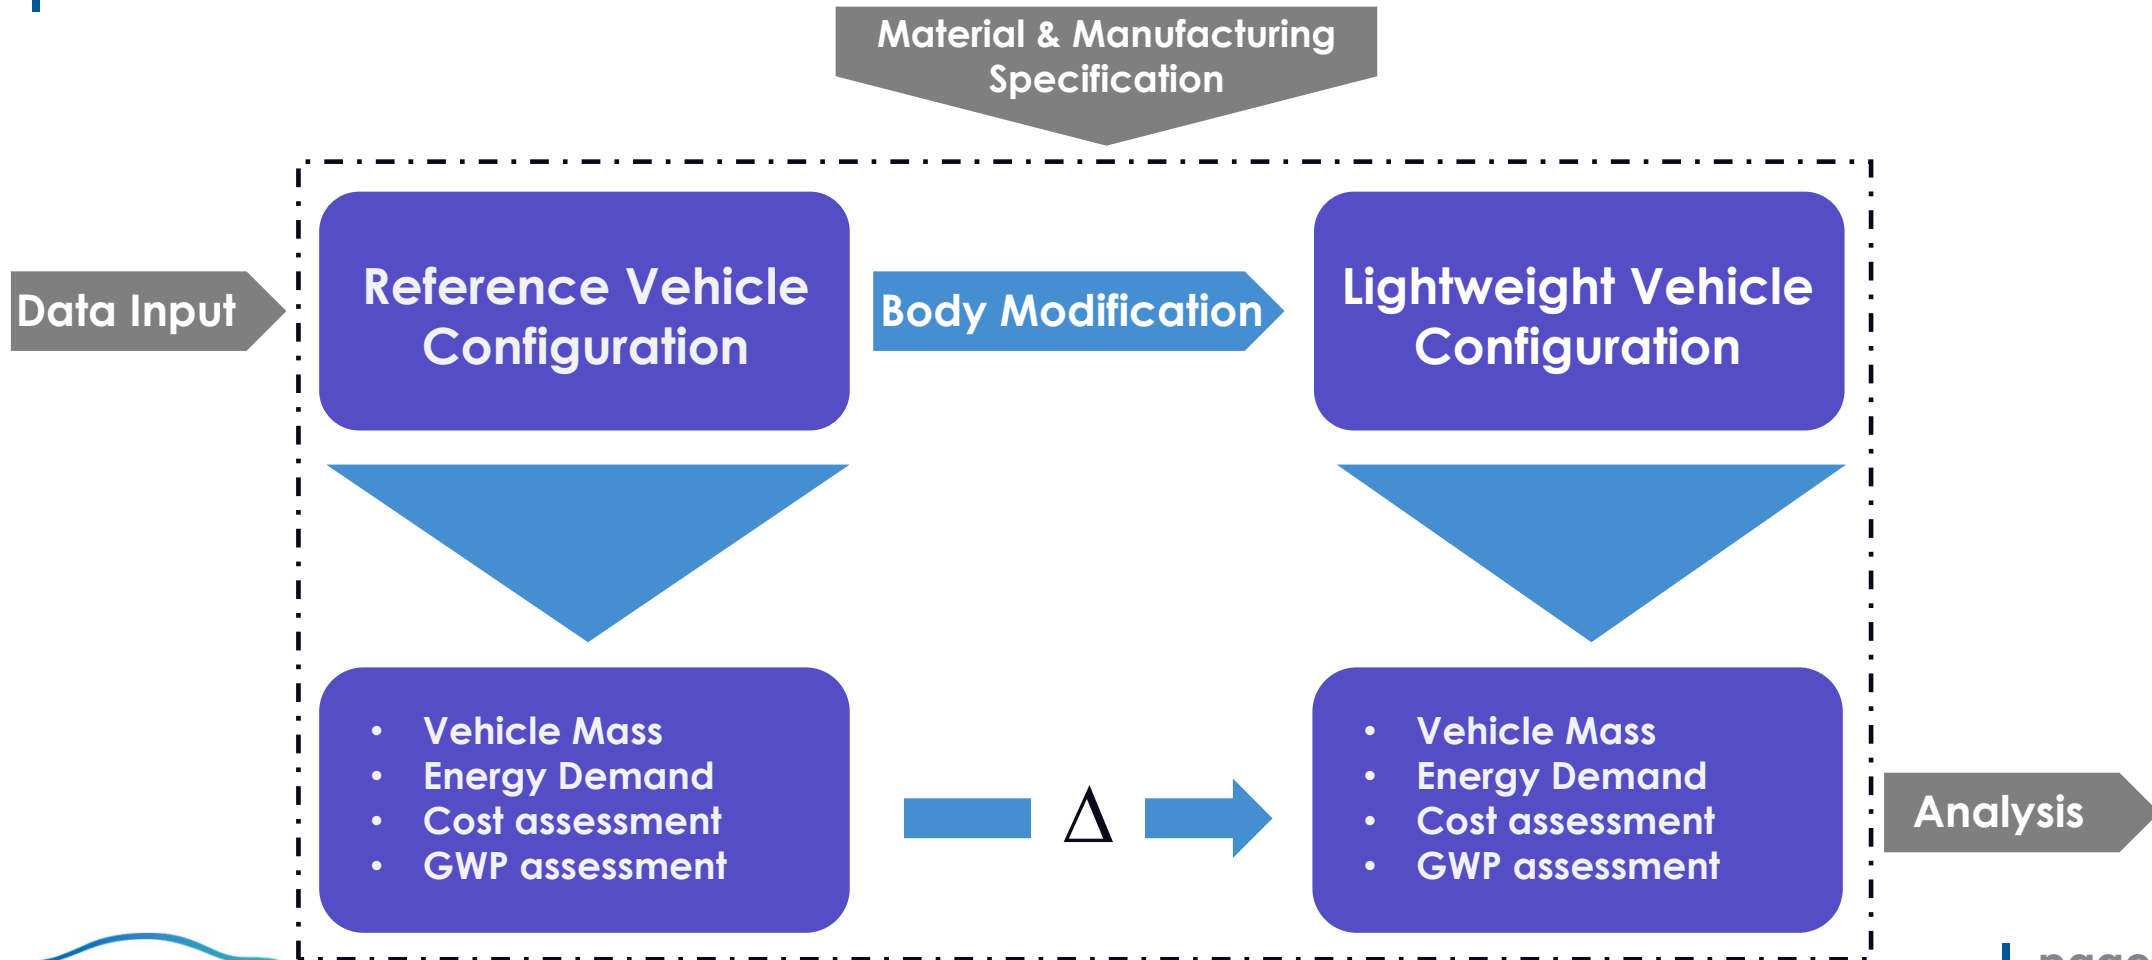 Material & Manufacturing
Specification
Data Input
Reference Vehicle
Configuration
Body Modification
Lightweight Vehicle
Configuration
• Vehicle Mass
• Energy Demand
• Cost assessment
• GWP assessment
Δ
• Vehicle Mass
• Energy Demand
• Cost assessment
• GWP assessment
Analysis